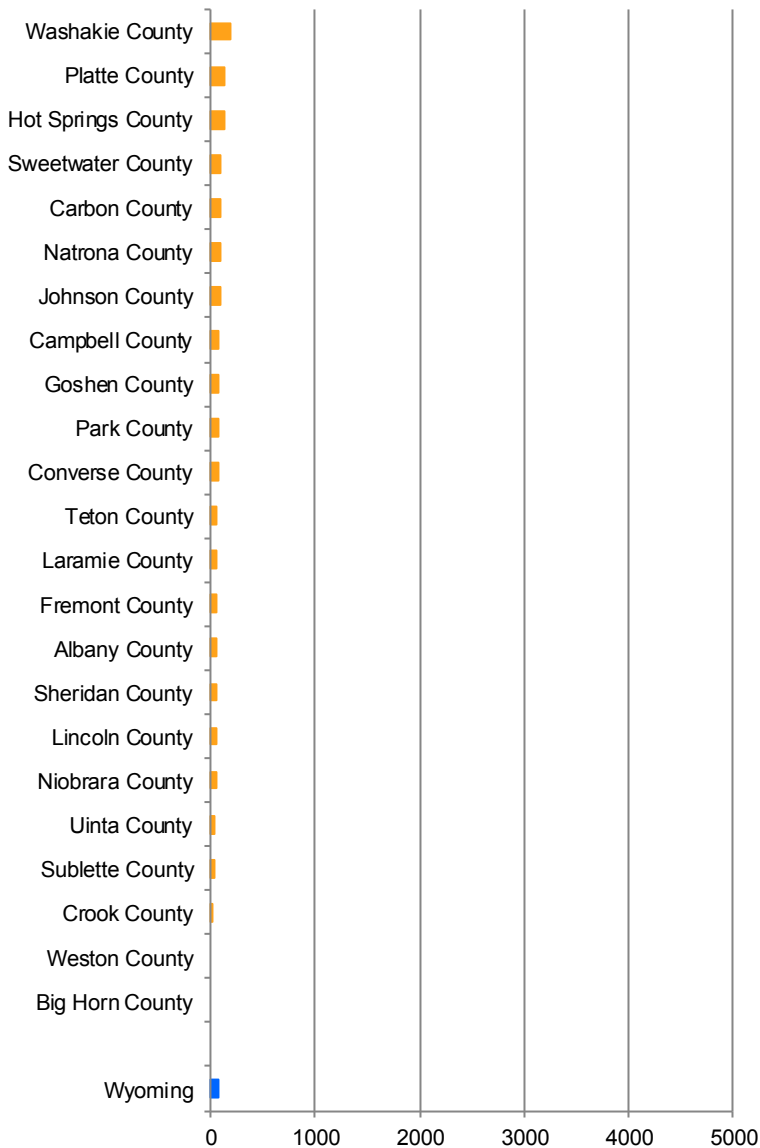 Washakie County
Platte County
Hot Springs County
Sweetwater County
Carbon County
Natrona County
Johnson County
Campbell County
Goshen County
Park County
Converse County
Teton County
Laramie County
Fremont County
Albany County
Sheridan County
Lincoln County
Niobrara County
Uinta County
Sublette County
Crook County
Weston County
Big Horn County
Wyoming
0 1000 2000 3000 4000 5000